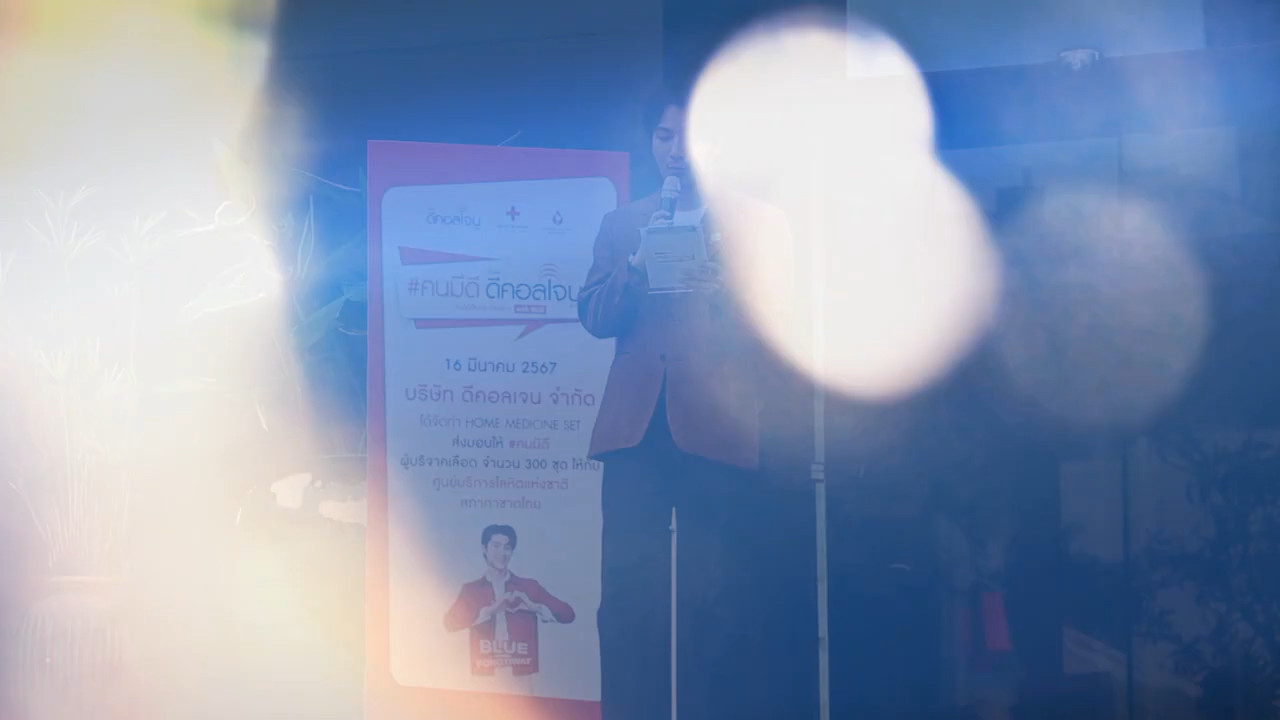 ดีคอลเจน
#คนมีดี ดีคอลเจน
16 มีนาคม 2567
บริษัท ดีคอลเจน จำกัด
ได้จัดทำ HOME MEDICINE SET
ส่งมอบให้ #คนมีดี
ผู้บริจาคเลือด จำนวน 300 ชุด ให้กับ
ศูนย์บริการโลหิตแห่งชาติ
สภากาชาดไทย
BLUE
PONGTIWAT